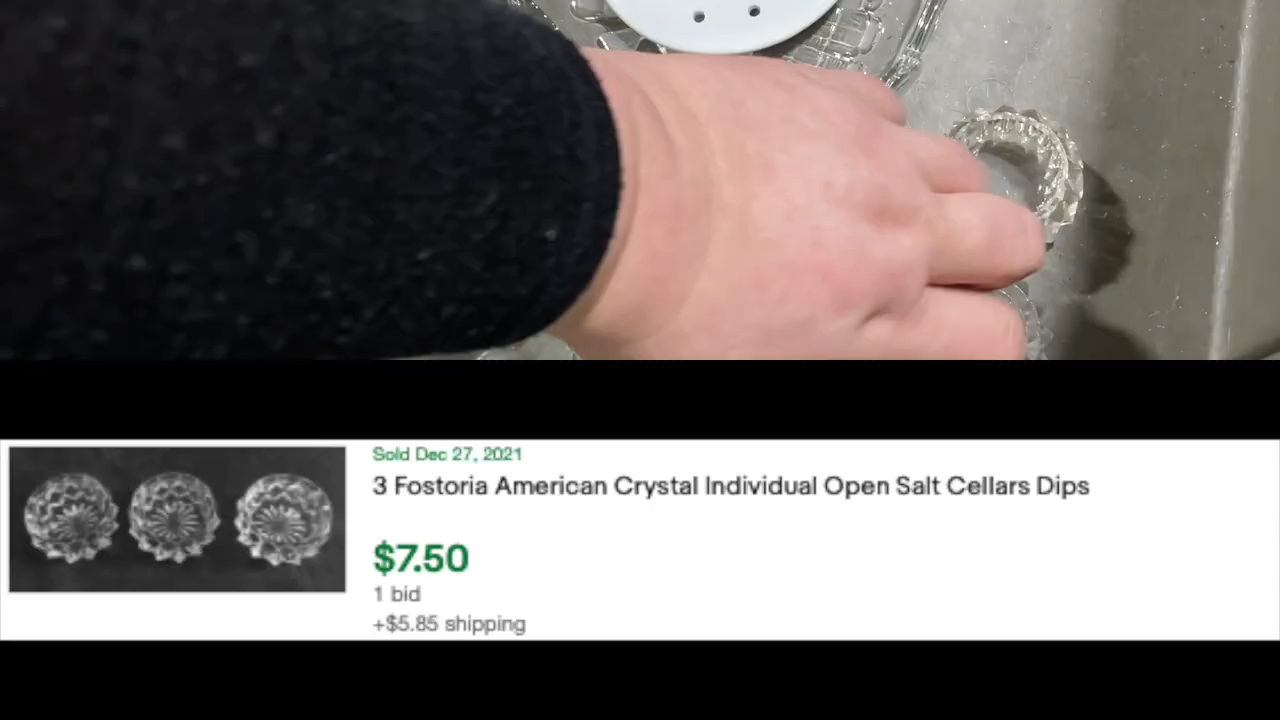 Sold Dec 27, 2021
3 Fostoria American Crystal Individual Open Salt Cellars Dips
$7.50
1 bid
+$5.85 shipping